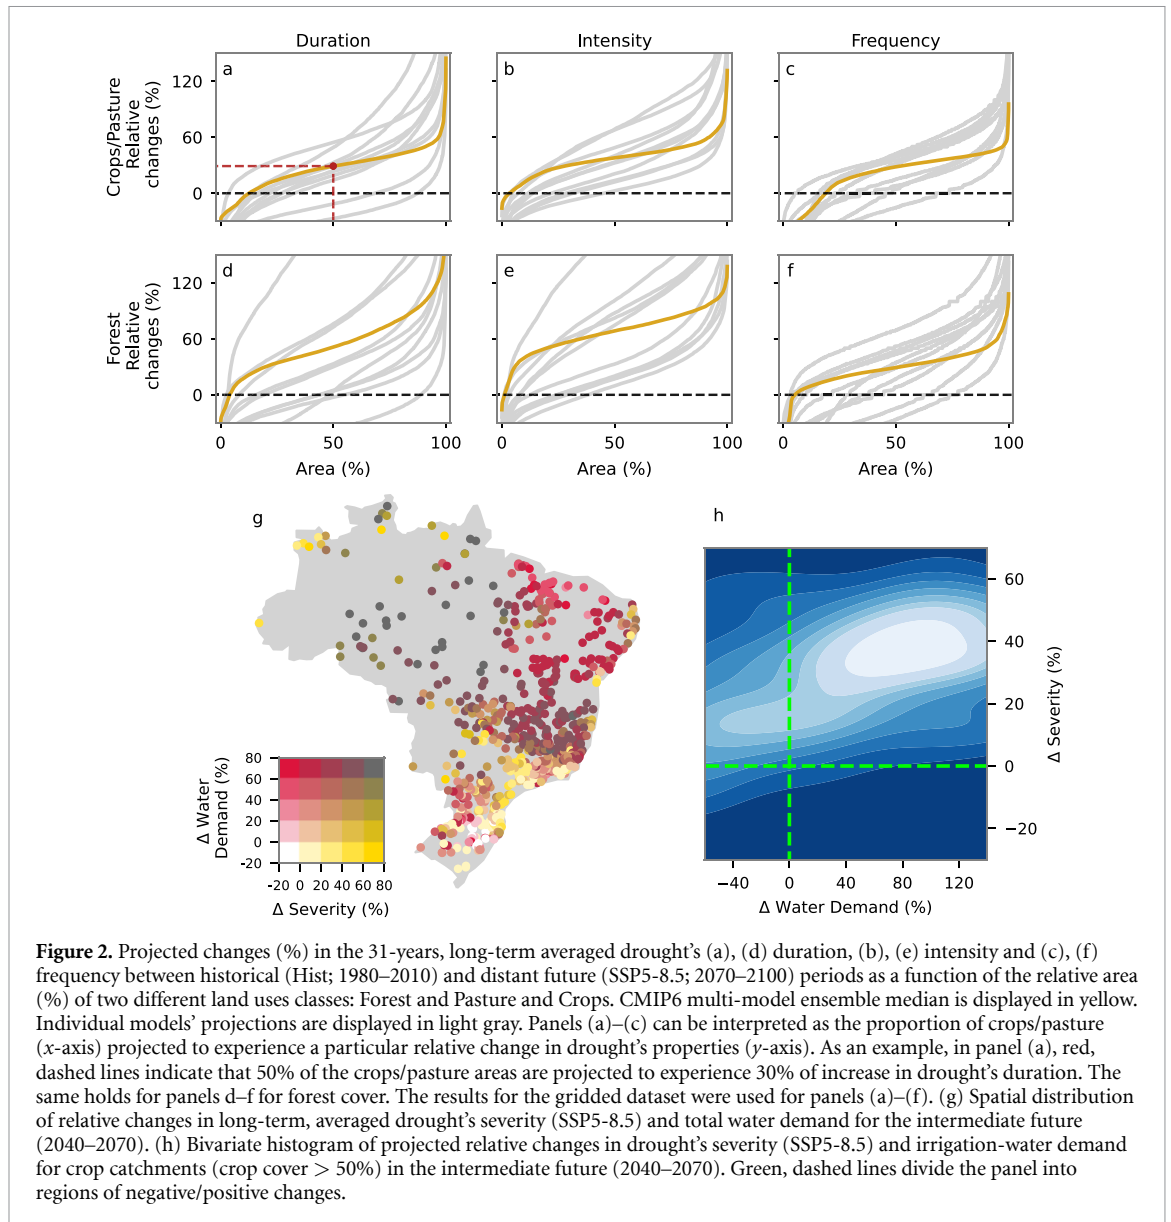 Duration
Intensity
Frequency
a
b
c
120
60
0
Crops/Pasture
Relative
changes (%)
d
e
f
120
60
0
Forest
Relative
changes (%)
0 50 100
0 50 100
0 50 100
Area (%)
Area (%)
Area (%)
g
h
80
60
40
20
0
-20
Δ Water
Demand (%)
-20 0 20 40 60 80
Δ Severity (%)
60
40
20
0
−20
Δ Severity (%)
−40 0 40 80 120
Δ Water Demand (%)
Figure 2. Projected changes (%) in the 31-years, long-term averaged drought's (a), (d) duration, (b), (e) intensity and (c), (f)
frequency between historical (Hist; 1980–2010) and distant future (SSP5-8.5; 2070–2100) periods as a function of the relative area
(%) of two different land uses classes: Forest and Pasture and Crops. CMIP6 multi-model ensemble median is displayed in yellow.
Individual models' projections are displayed in light gray. Panels (a)–(c) can be interpreted as the proportion of crops/pasture
(x-axis) projected to experience a particular relative change in drought's properties (y-axis). As an example, in panel (a), red,
dashed lines indicate that 50% of the crops/pasture areas are projected to experience 30% of increase in drought's duration. The
same holds for panels d–f for forest cover. The results for the gridded dataset were used for panels (a)–(f). (g) Spatial distribution
of relative changes in long-term, averaged drought's severity (SSP5-8.5) and total water demand for the intermediate future
(2040–2070). (h) Bivariate histogram of projected relative changes in drought's severity (SSP5-8.5) and irrigation-water demand
for crop catchments (crop cover > 50%) in the intermediate future (2040–2070). Green, dashed lines divide the panel into
regions of negative/positive changes.